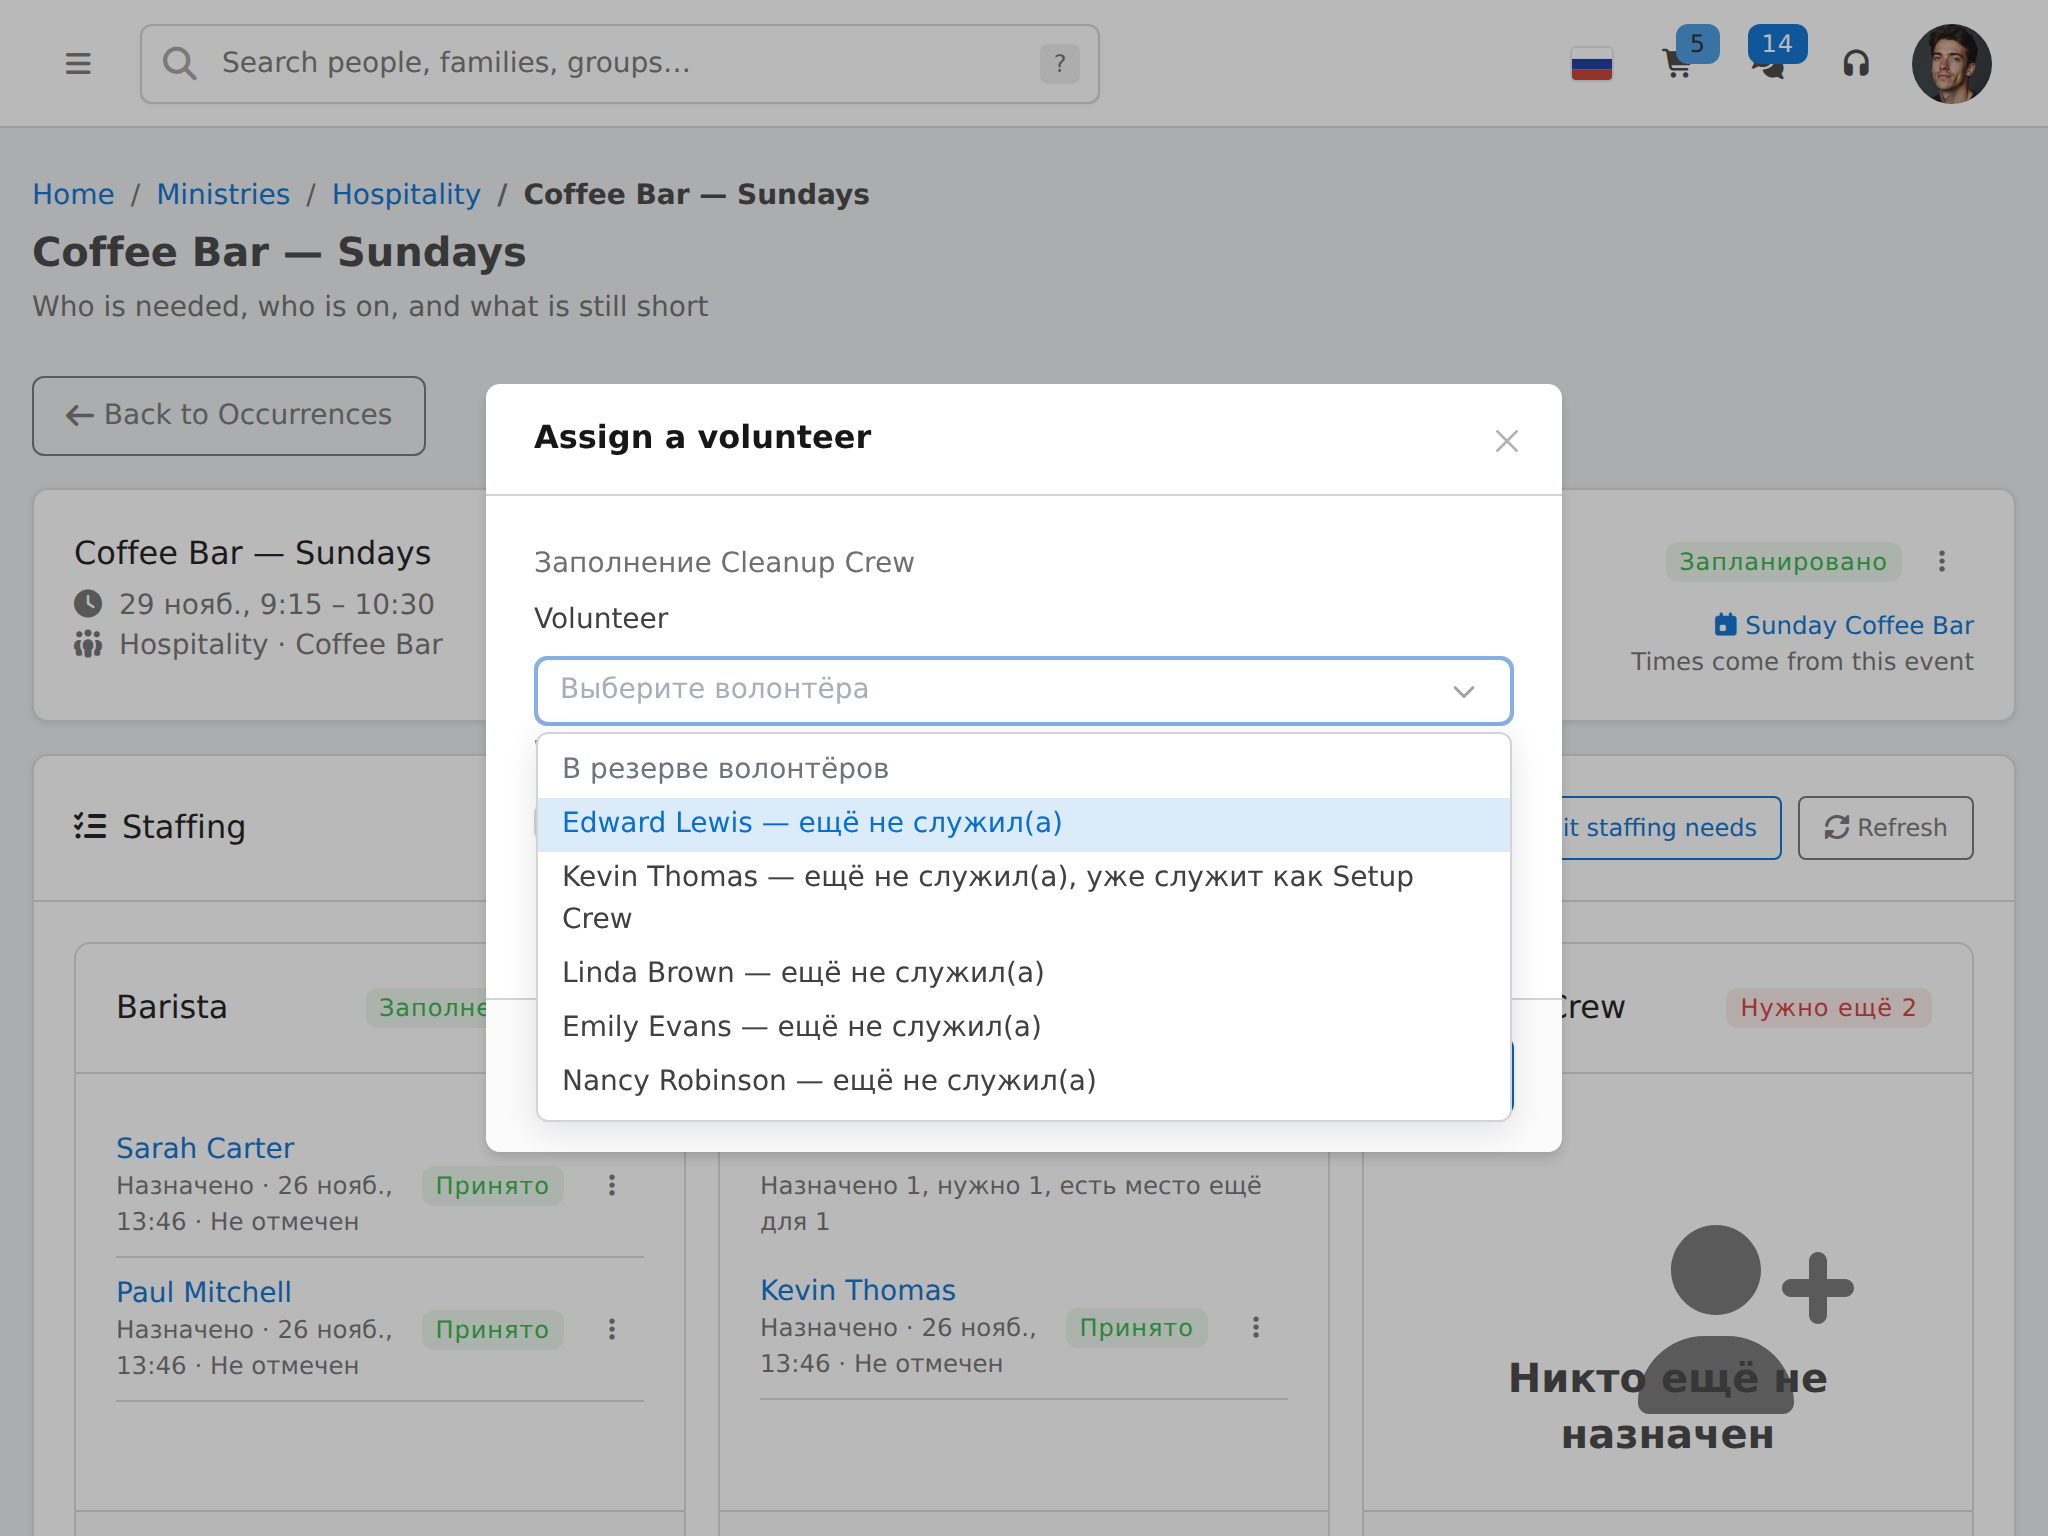 Search people, families, groups...
?
5
14
Home / Ministries / Hospitality / Coffee Bar — Sundays
Coffee Bar — Sundays
Who is needed, who is on, and what is still short
Back to Occurrences
Assign a volunteer
Coffee Bar — Sundays
29 нояб., 9:15 – 10:30
Hospitality · Coffee Bar
Запланировано
Sunday Coffee Bar
Times come from this event
Заполнение Cleanup Crew
Volunteer
Выберите волонтёра
В резерве волонтёров
Edward Lewis — ещё не служил(а)
Kevin Thomas — ещё не служил(а), уже служит как Setup
Crew
Linda Brown — ещё не служил(а)
Emily Evans — ещё не служил(а)
Nancy Robinson — ещё не служил(а)
Staffing
staffing needs
Refresh
Barista
Crew
Нужно ещё 2
Sarah Carter
Назначено · 26 нояб.,
13:46 · Не отмечен
Принято
Paul Mitchell
Назначено · 26 нояб.,
13:46 · Не отмечен
Принято
Назначено 1, нужно 1, есть место ещё
для 1
Kevin Thomas
Назначено · 26 нояб.,
13:46 · Не отмечен
Принято
Никто ещё не
назначен